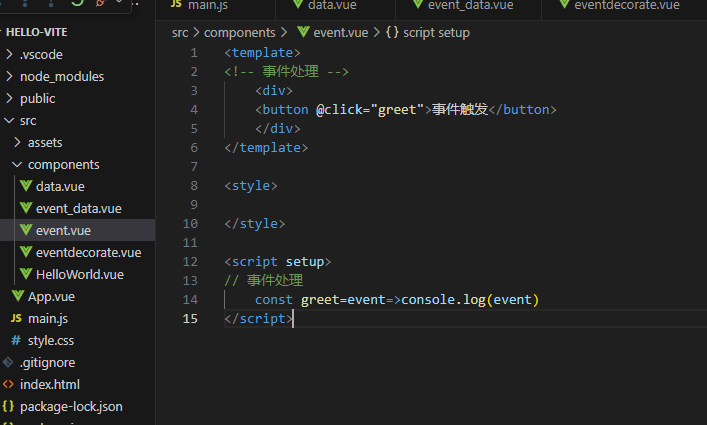 main.js
data.vue
event_data.vue
eventdecorate.vue
HELLO-VITE
src > components > event.vue > {} script setup
.vscode
node_modules
public
src
assets
components
data.vue
event_data.vue
event.vue
eventdecorate.vue
HelloWorld.vue
App.vue
main.js
style.css
.gitignore
index.html
package-lock.json
1 <template>
2 <!-- 事件处理 -->
3 <div>
4 <button @click="greet">事件触发</button>
5 </div>
6 </template>
7
8 <style>
9
10 </style>
11
12 <script setup>
13 // 事件处理
14 const greet=event=>console.log(event)
15 </script>